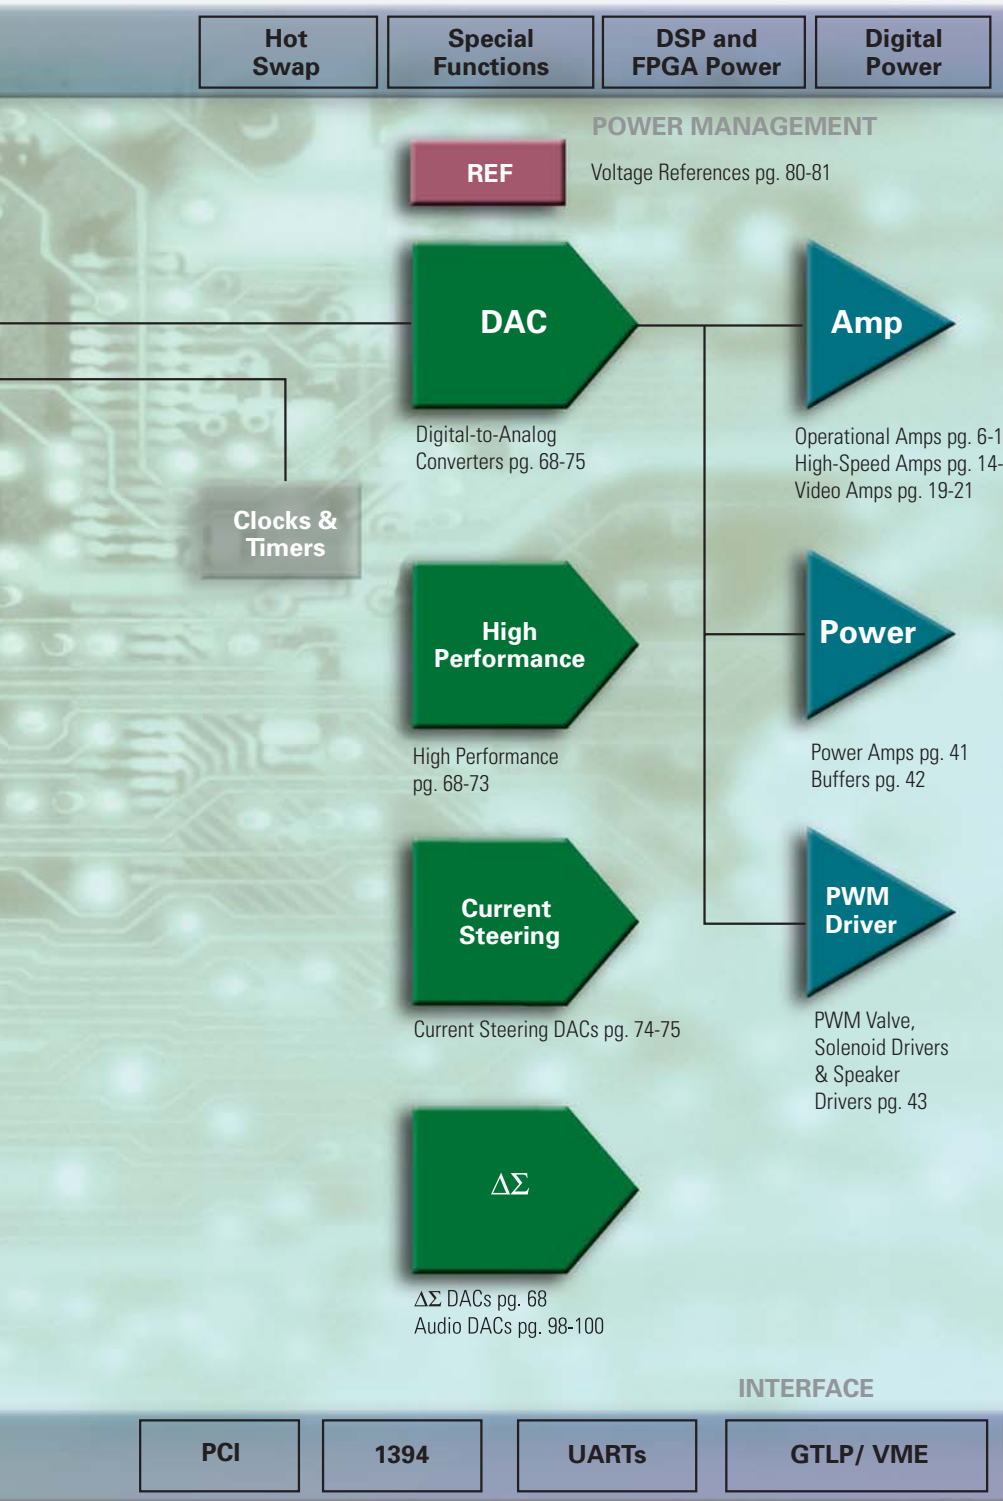 Hot
Swap
Special
Functions
DSP and
FPGA Power
Digital
Power
POWER MANAGEMENT
REF
Voltage References pg. 80-81
DAC
Amp
Digital-to-Analog
Converters pg. 68-75
Operational Amps pg. 6-1
High-Speed Amps pg. 14-
Video Amps pg. 19-21
Clocks &
Timers
High
Performance
Power
High Performance
pg. 68-73
Power Amps pg. 41
Buffers pg. 42
Current
Steering
PWM
Driver
Current Steering DACs pg. 74-75
PWM Valve,
Solenoid Drivers
& Speaker
Drivers pg. 43
ΔΣ
ΔΣ DACs pg. 68
Audio DACs pg. 98-100
INTERFACE
PCI
1394
UARTs
GTLP/ VME